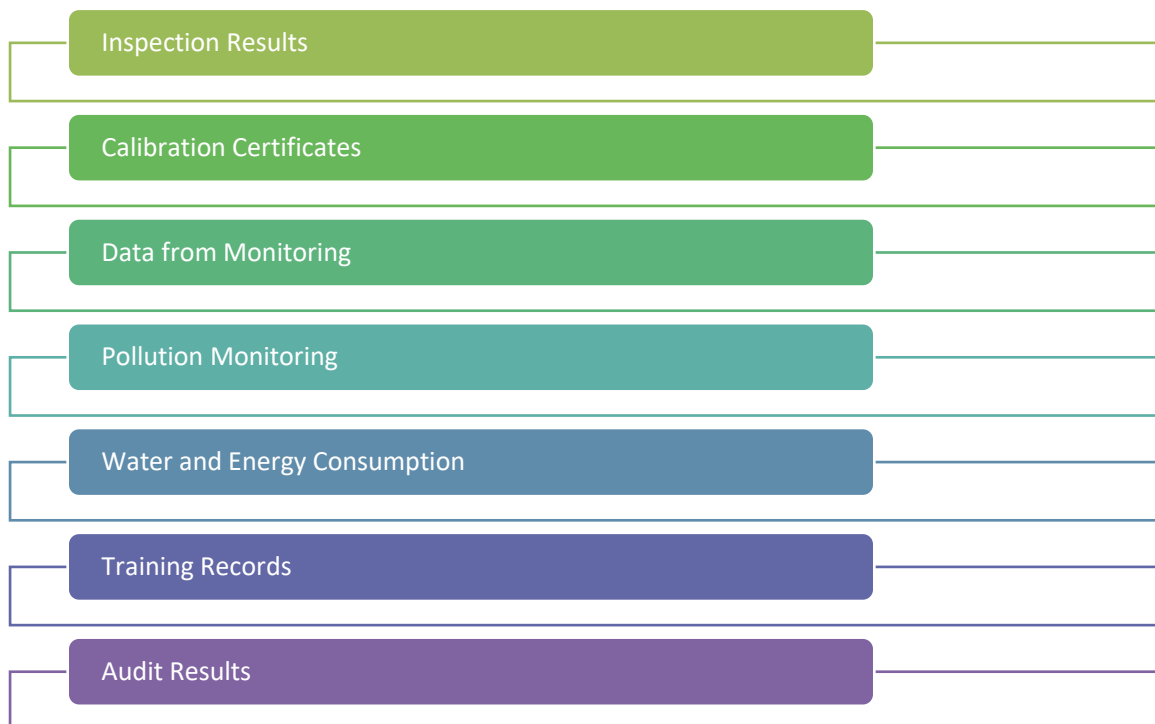 Inspection Results
Calibration Certificates
Data from Monitoring
Pollution Monitoring
Water and Energy Consumption
Training Records
Audit Results